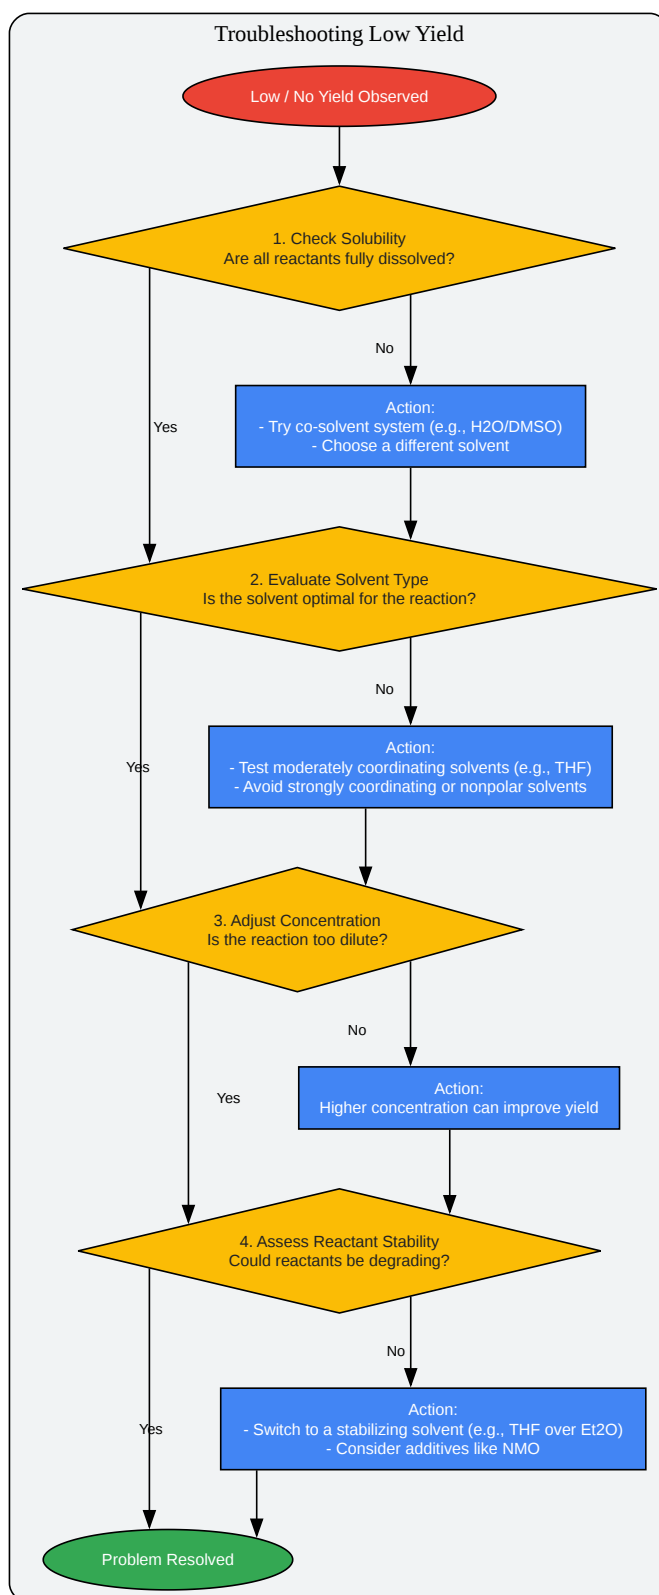 Troubleshooting Low Yield
Low / No Yield Observed
1. Check Solubility
Are all reactants fully dissolved?
No
Action:
- Try co-solvent system (e.g., H2O/DMSO)
- Choose a different solvent
Yes
2. Evaluate Solvent Type
Is the solvent optimal for the reaction?
No
Action:
- Test moderately coordinating solvents (e.g., THF)
- Avoid strongly coordinating or nonpolar solvents
Yes
3. Adjust Concentration
Is the reaction too dilute?
No
Action:
Higher concentration can improve yield
Yes
4. Assess Reactant Stability
Could reactants be degrading?
No
Action:
- Switch to a stabilizing solvent (e.g., THF over Et2O)
- Consider additives like NMO
Yes
Problem Resolved